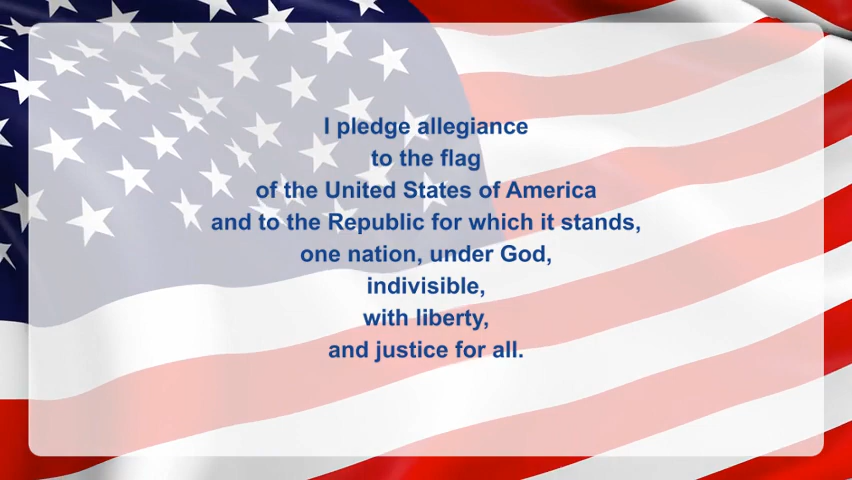 I pledge allegiance
to the flag
of the United States of America
and to the Republic for which it stands,
one nation, under God,
indivisible,
with liberty,
and justice for all.